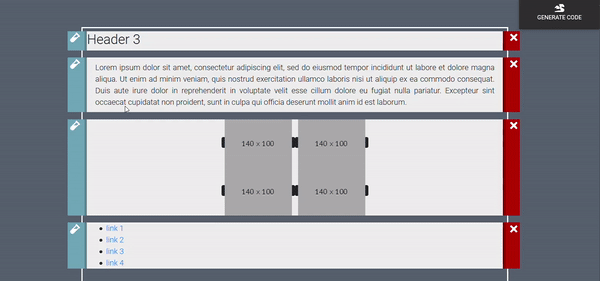 GENERATE CODE
Header 3
Lorem ipsum dolor sit amet, consectetur adipiscing elit, sed do eiusmod tempor incididunt ut labore et dolore magna
aliqua. Ut enim ad minim veniam, quis nostrud exercitation ullamco laboris nisi ut aliquip ex ea commodo consequat.
Duis aute irure dolor in reprehenderit in voluptate velit esse cillum dolore eu fugiat nulla pariatur. Excepteur sint
occaecat cupidatat non proident, sunt in culpa qui officia deserunt mollit anim id est laborum.
140 x 100 140 x 100
140 x 100 140 x 100
link 1
link 2
link 3
link 4